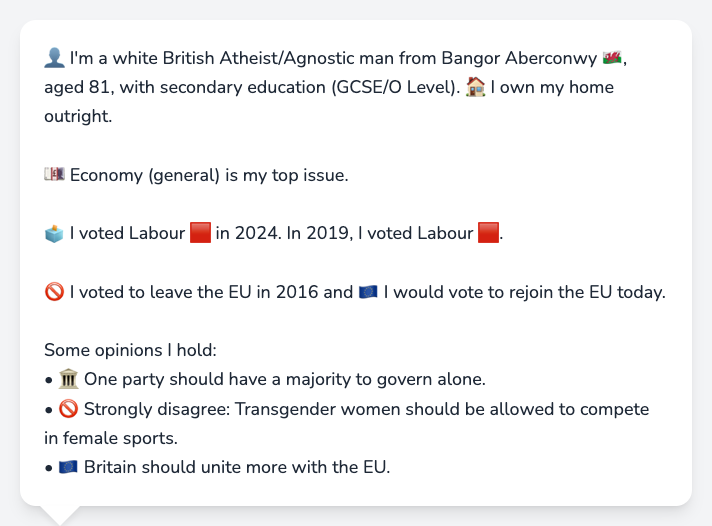 👤 I'm a white British Atheist/Agnostic man from Bangor Aberconwy 🏴󠁧󠁢󠁷󠁬󠁳󠁿,
aged 81, with secondary education (GCSE/O Level). 🏠 I own my home
outright.
💷 Economy (general) is my top issue.
🗳️ I voted Labour 🟥 in 2024. In 2019, I voted Labour 🟥.
🚫 I voted to leave the EU in 2016 and 🇪🇺 I would vote to rejoin the EU today.
Some opinions I hold:
• 🏛️ One party should have a majority to govern alone.
• 🚫 Strongly disagree: Transgender women should be allowed to compete
in female sports.
• 🇪🇺 Britain should unite more with the EU.